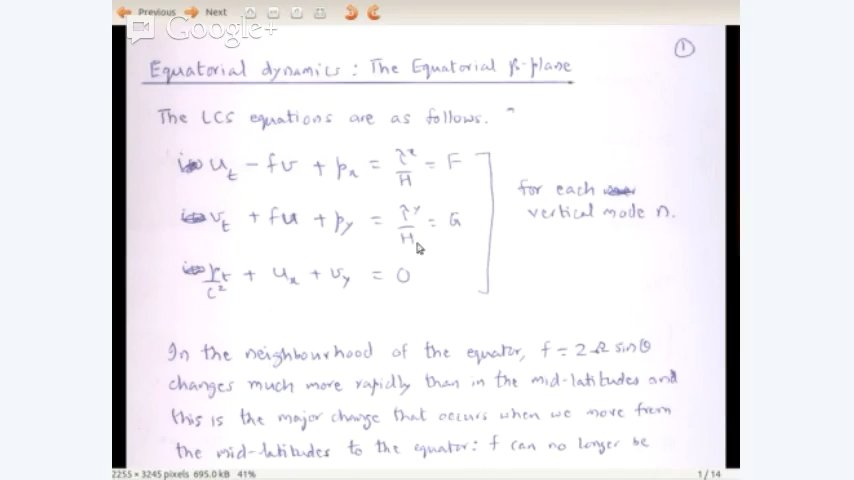 Previous Next
Google+
①
Equatorial dynamics : The Equatorial β-plane
The LCS equations are as follows.
u_t - fv + p_x = τ^x/H = F
v_t + fu + p_y = τ^y/H = G
p_t/c² + u_x + v_y = 0
for each
vertical mode n.
In the neighbourhood of the equator, f = 2Ω sinθ
changes much more rapidly than in the mid-latitudes and
this is the major change that occurs when we move from
the mid-latitudes to the equator: f can no longer be
2255 × 3245 pixels 695.0 kB 41%
1 / 14